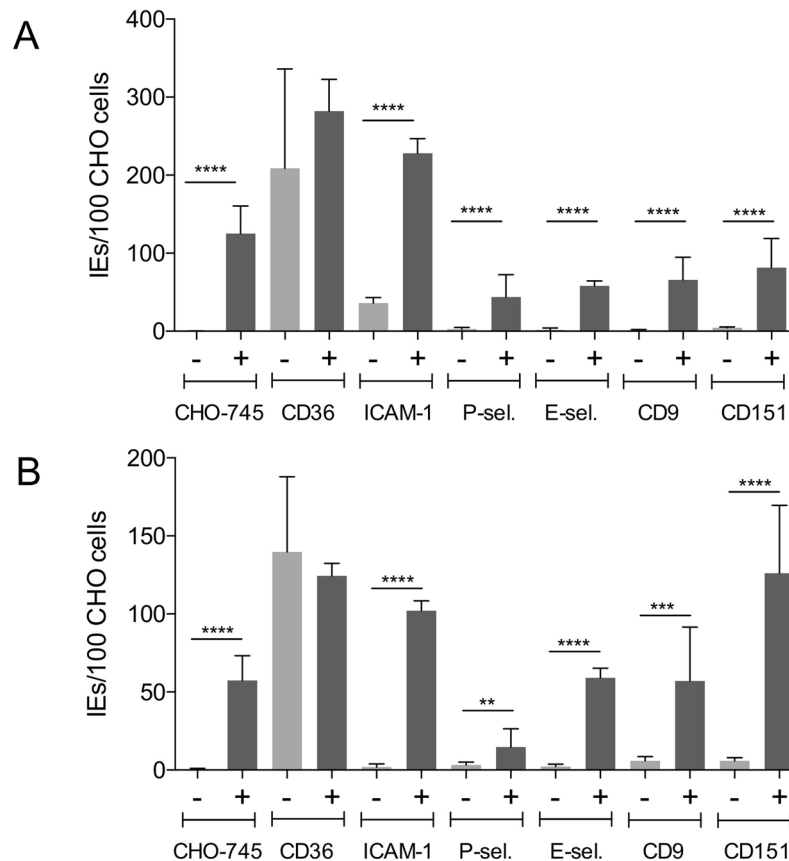 A
IEs/100 CHO cells
400
300
200
100
0
**** **** **** **** **** ****
- + - + - + - + - + - + - +
CHO-745 CD36 ICAM-1 P-sel. E-sel. CD9 CD151
B
IEs/100 CHO cells
200
150
100
50
0
**** **** ** **** *** ****
- + - + - + - + - + - + - +
CHO-745 CD36 ICAM-1 P-sel. E-sel. CD9 CD151